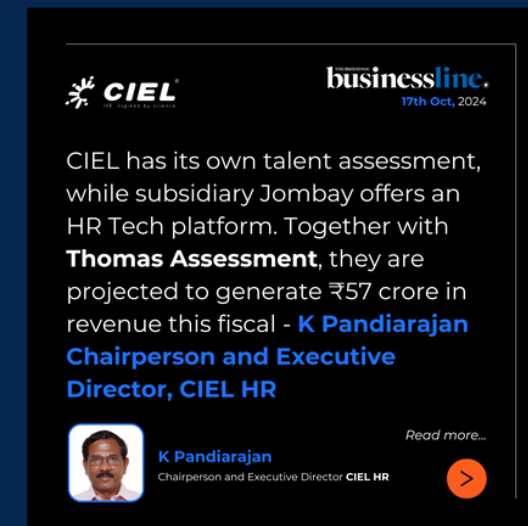 CIEL
HR inspired by science
THE HINDU
businessline.
17th Oct, 2024
CIEL has its own talent assessment,
while subsidiary Jombay offers an
HR Tech platform. Together with
Thomas Assessment, they are
projected to generate ₹57 crore in
revenue this fiscal - K Pandiarajan
Chairperson and Executive
Director, CIEL HR
Read more...
K Pandiarajan
Chairperson and Executive Director CIEL HR
>